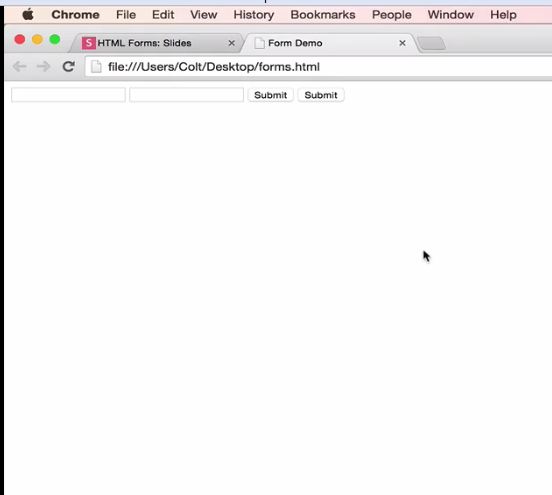 Chrome File Edit View History Bookmarks People Window Help
S HTML Forms: Slides × Form Demo ×
file:///Users/Colt/Desktop/forms.html
Submit Submit